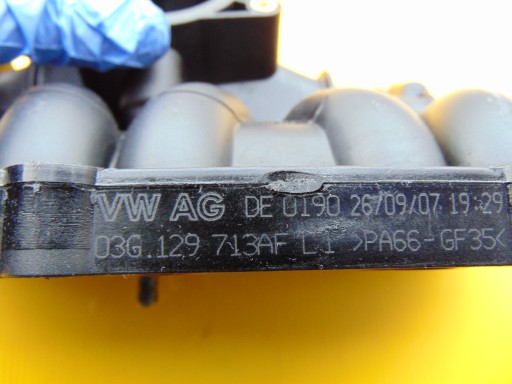 VW AG DE 0190 26/09/07 19:29
03G.129 713AF L1 >PA66-GF35<